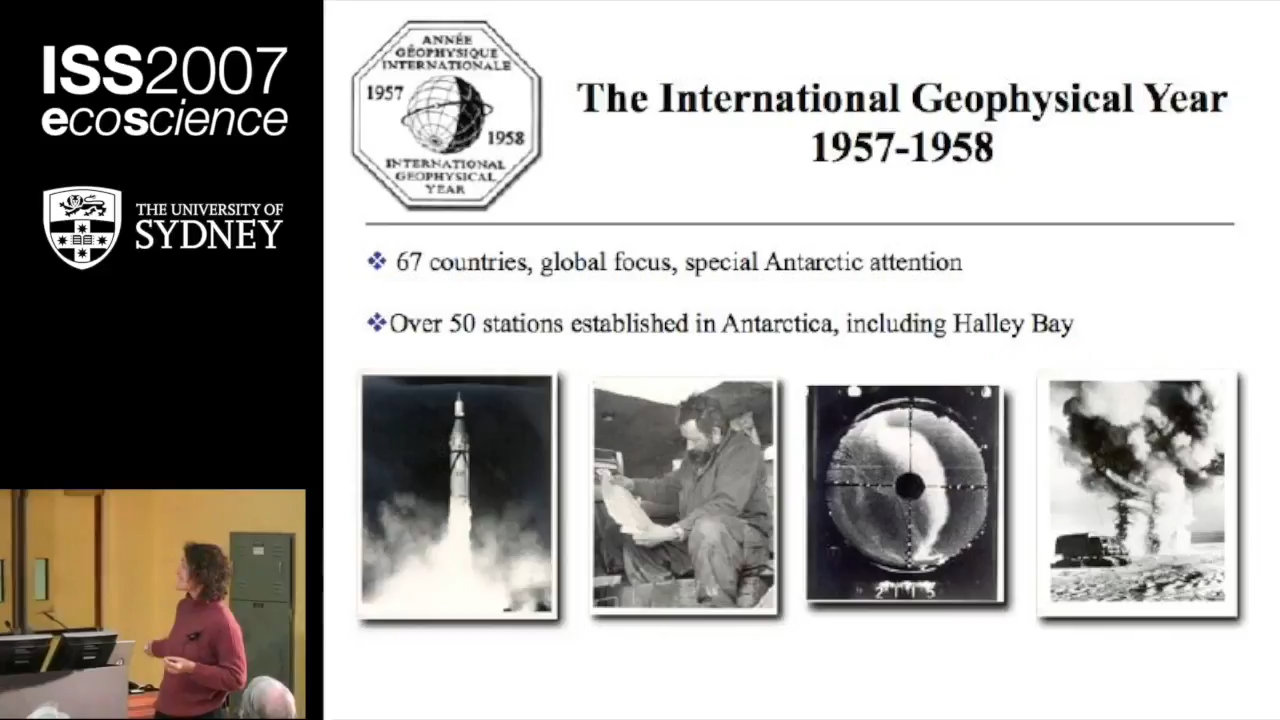 ISS2007
ecoscience
THE UNIVERSITY OF
SYDNEY
ANNÉE
GÉOPHYSIQUE
INTERNATIONALE
1957
1958
INTERNATIONAL
GEOPHYSICAL
YEAR
The International Geophysical Year
1957-1958
67 countries, global focus, special Antarctic attention
Over 50 stations established in Antarctica, including Halley Bay